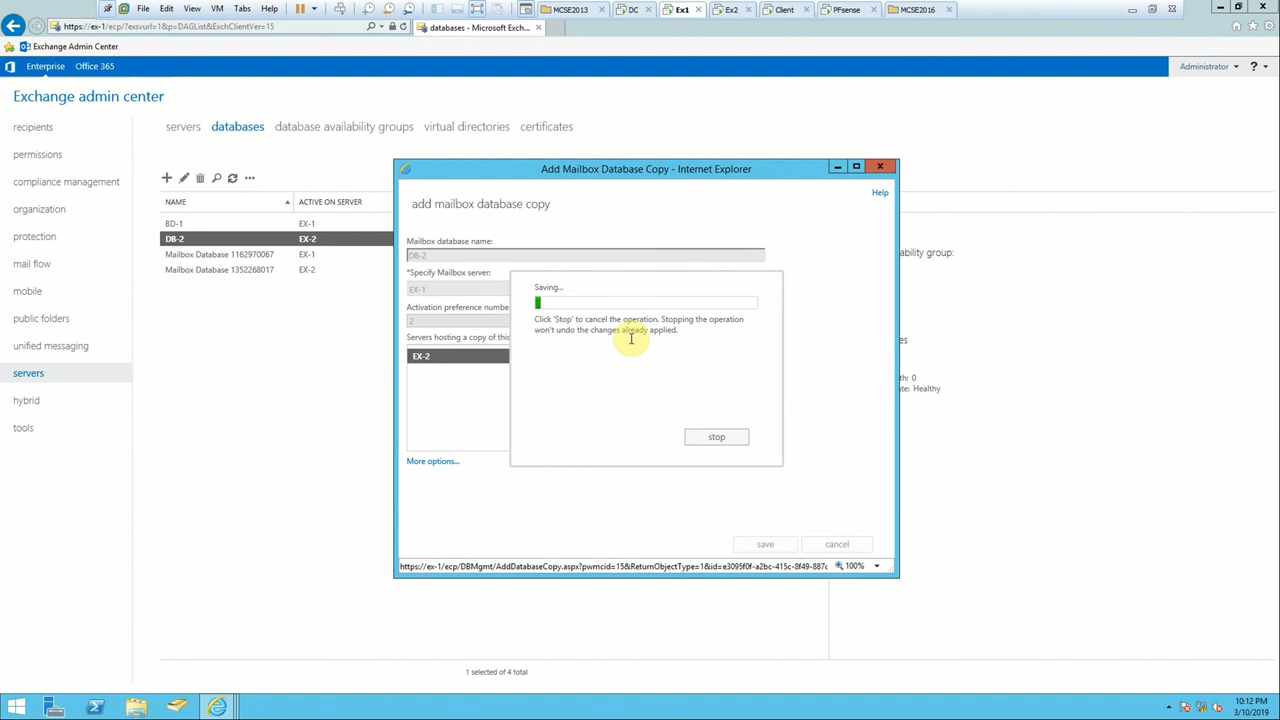 File Edit View VM Tabs Help
MCSE2013 DC Ex1 Ex2 Client PFsense MCSE2016
https://ex-1/ecp/?exsvurl=1&p=DAGList&ExchClientVer=15
databases - Microsoft Exch...
Exchange Admin Center
Enterprise Office 365
Administrator ?
Exchange admin center
recipients
permissions
compliance management
organization
protection
mail flow
mobile
public folders
unified messaging
servers
hybrid
tools
servers databases database availability groups virtual directories certificates
NAME ACTIVE ON SERVER
BD-1 EX-1
DB-2 EX-2
Mailbox Database 1162970067 EX-1
Mailbox Database 1352268017 EX-2
ability group:
es
th: 0
ate: Healthy
1 selected of 4 total
Add Mailbox Database Copy - Internet Explorer
Help
add mailbox database copy
Mailbox database name:
DB-2
*Specify Mailbox server:
EX-1
Activation preference numbe
2
Servers hosting a copy of this
EX-2
More options...
Saving...
Click 'Stop' to cancel the operation. Stopping the operation
won't undo the changes already applied.
stop
save cancel
https://ex-1/ecp/DBMgmt/AddDatabaseCopy.aspx?pwmcid=15&ReturnObjectType=1&id=e3095f0f-a2bc-415c-8f49-887c
100%
10:12 PM
3/10/2019